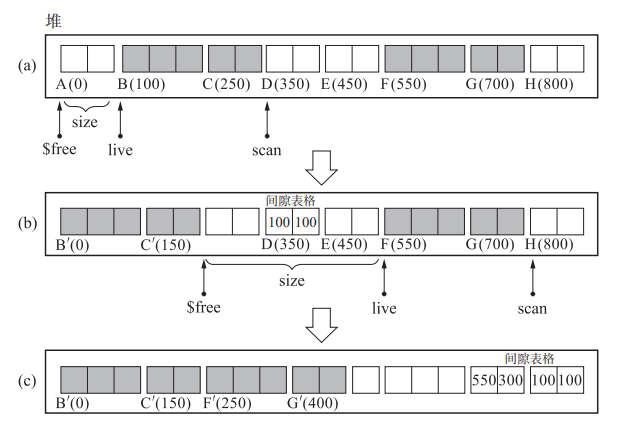 堆
(a)
A(0) B(100) C(250) D(350) E(450) F(550) G(700) H(800)
size
$free live scan
间隙表格
(b) 100 100
B′(0) C′(150) D(350) E(450) F(550) G(700) H(800)
size
$free live scan
间隙表格
(c) 550 300 100 100
B′(0) C′(150) F′(250) G′(400)